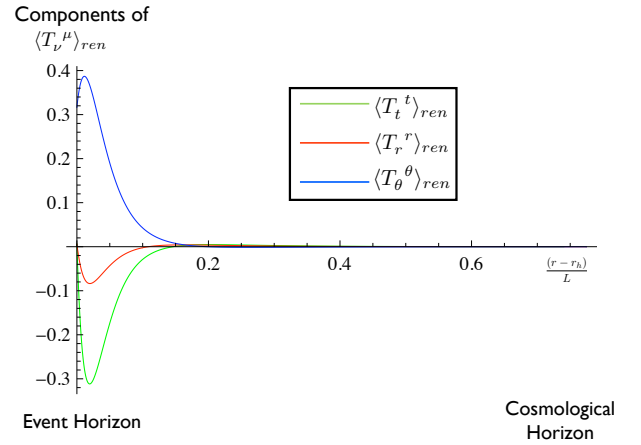 Components of
⟨T_ν^μ⟩_ren
0.4
0.3
0.2
0.1
−0.1
−0.2
−0.3
0.2
0.4
0.6
(r − r_h)/L
⟨T_t^t⟩_ren
⟨T_r^r⟩_ren
⟨T_θ^θ⟩_ren
Event Horizon
Cosmological
Horizon